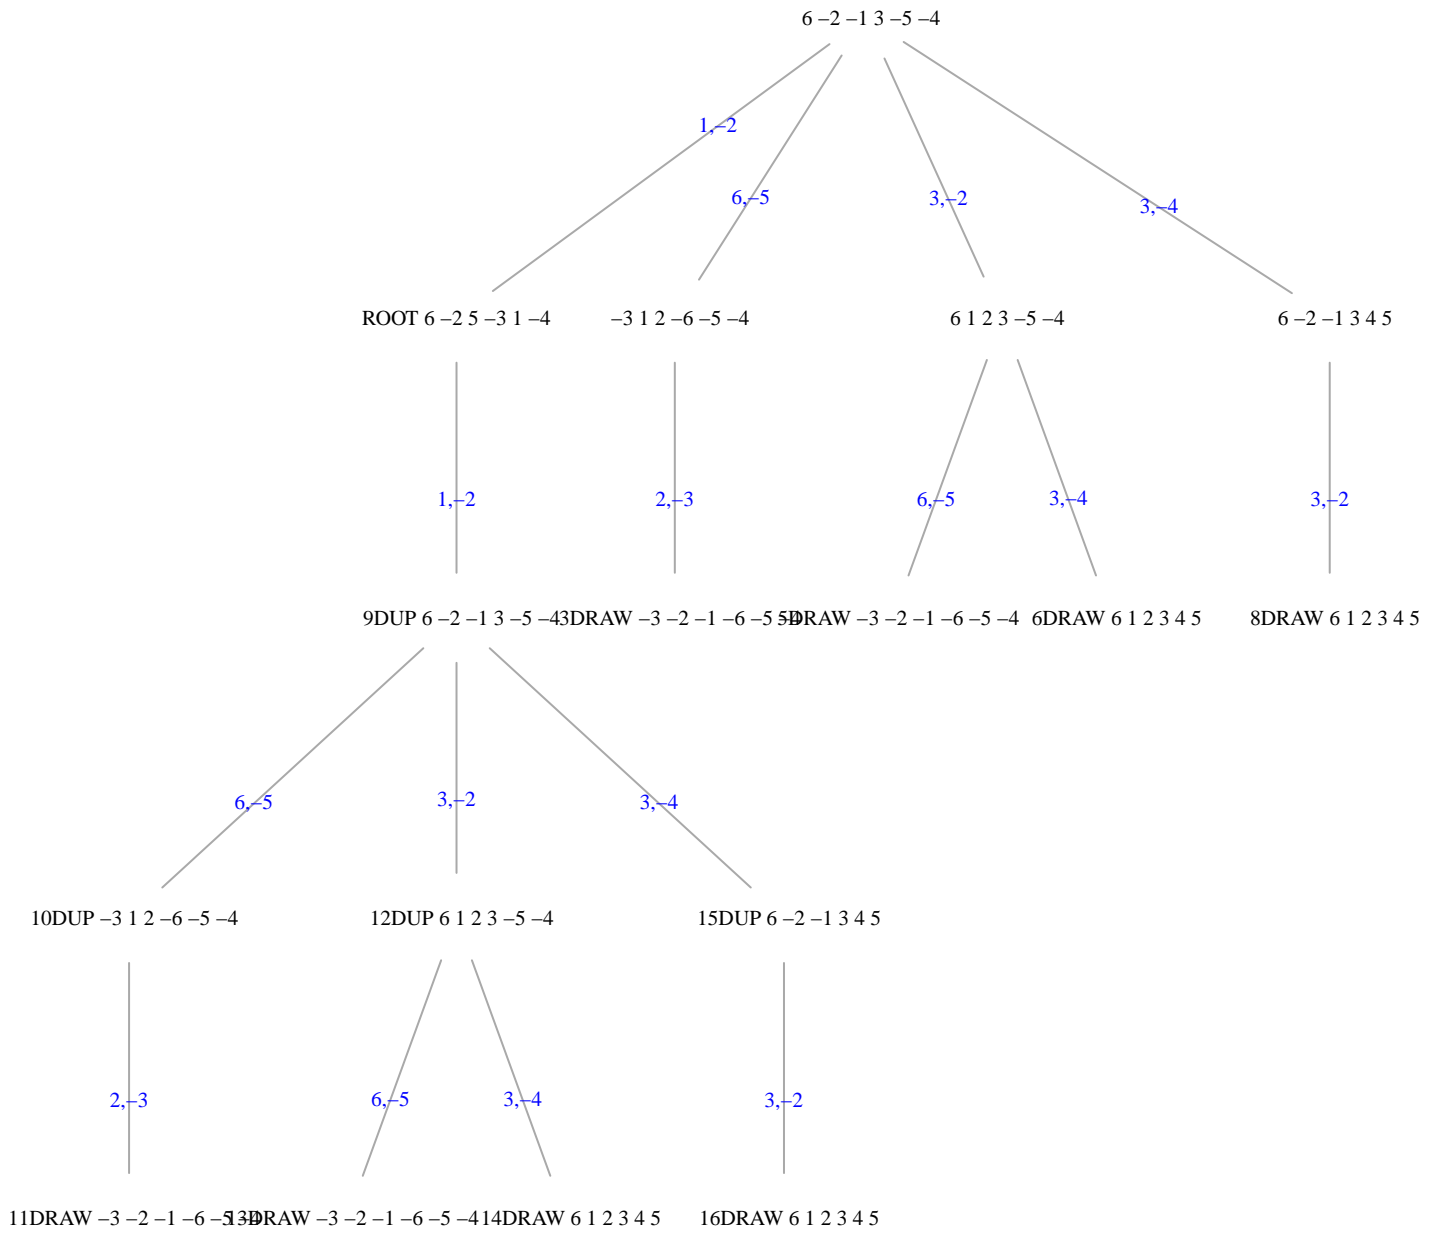 6 –2 –1 3 –5 –4
1,–2
6,–5
3,–2
3,–4
ROOT 6 –2 5 –3 1 –4
–3 1 2 –6 –5 –4
6 1 2 3 –5 –4
6 –2 –1 3 4 5
1,–2
2,–3
6,–5
3,–4
3,–2
9DUP 6 –2 –1 3 –5 –4
3DRAW –3 –2 –1 –6 –5 –4
5DRAW –3 –2 –1 –6 –5 –4
6DRAW 6 1 2 3 4 5
8DRAW 6 1 2 3 4 5
6,–5
3,–2
3,–4
10DUP –3 1 2 –6 –5 –4
12DUP 6 1 2 3 –5 –4
15DUP 6 –2 –1 3 4 5
2,–3
6,–5
3,–4
3,–2
11DRAW –3 –2 –1 –6 –5 –4
13DRAW –3 –2 –1 –6 –5 –4
14DRAW 6 1 2 3 4 5
16DRAW 6 1 2 3 4 5